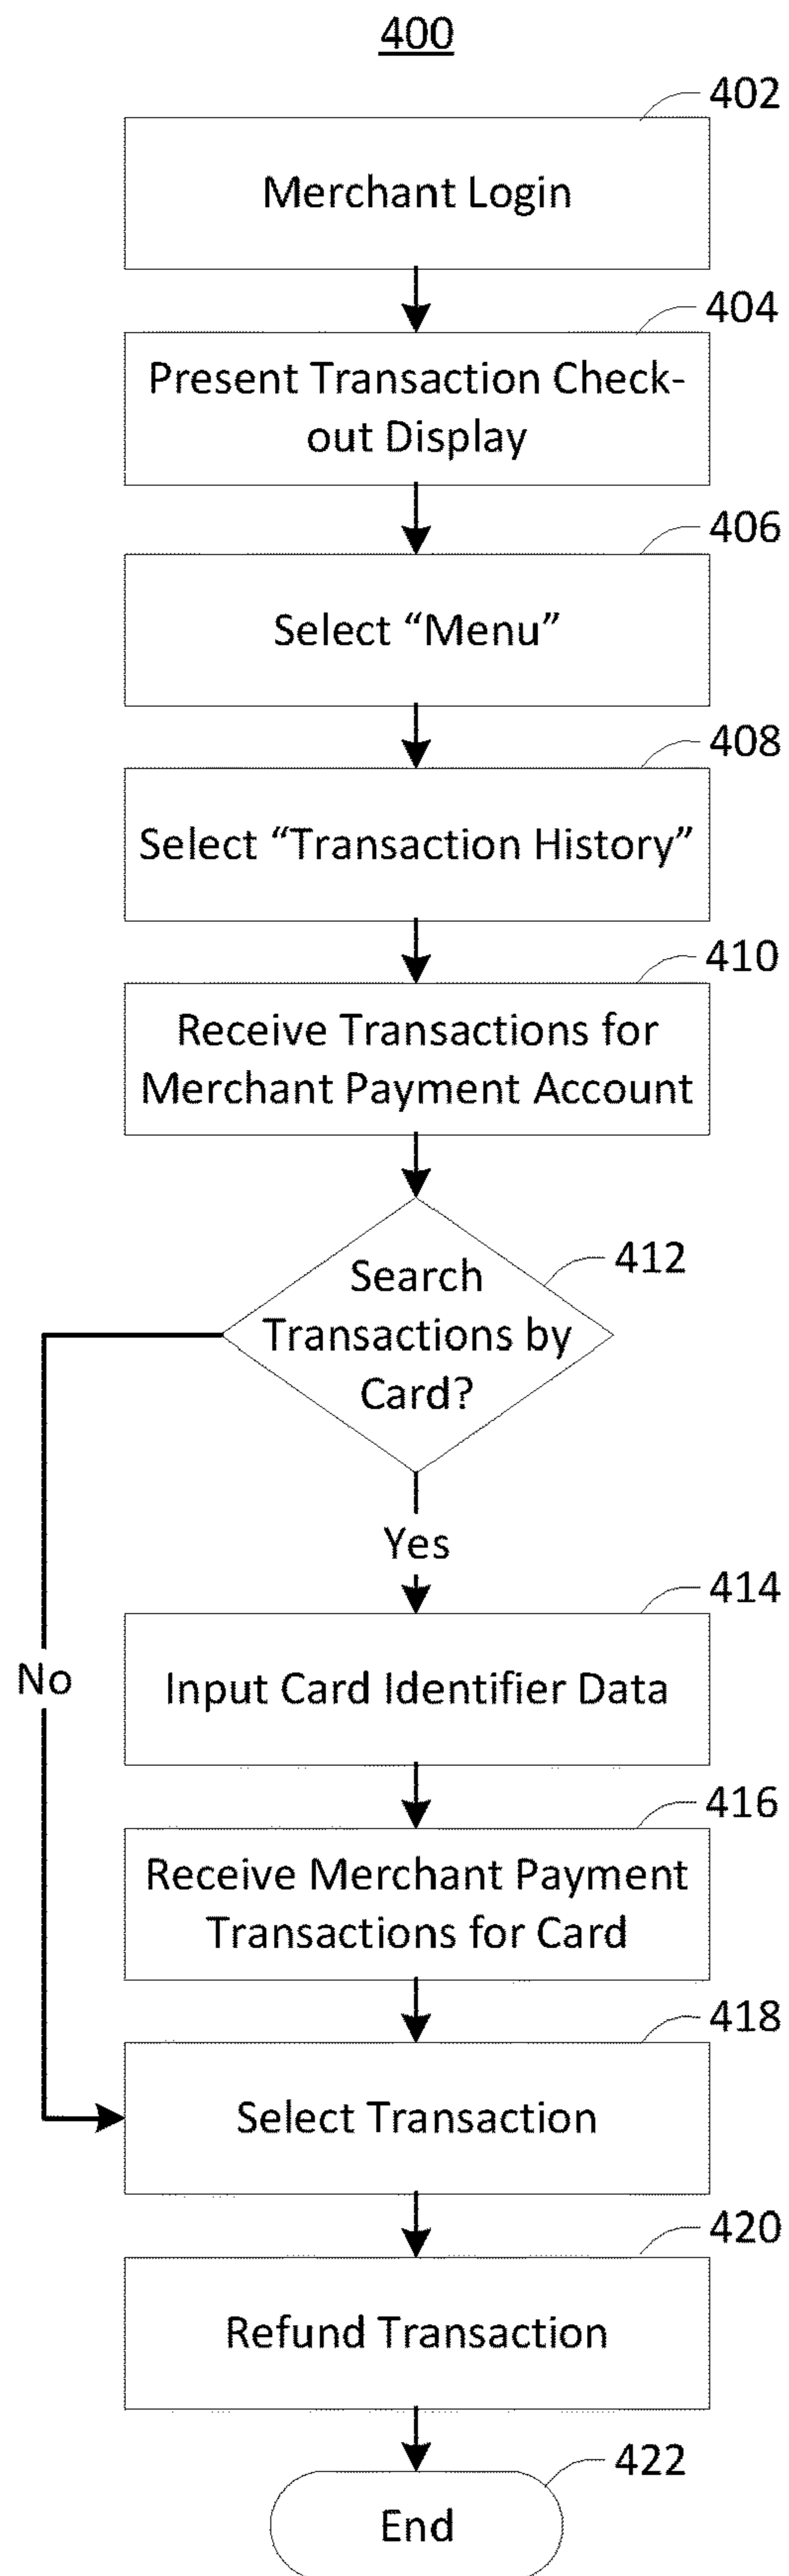 400
402
Merchant Login
404
Present Transaction Check-
out Display
406
Select “Menu”
408
Select “Transaction History”
410
Receive Transactions for
Merchant Payment Account
412
Search
Transactions by
Card?
Yes
414
No
Input Card Identifier Data
416
Receive Merchant Payment
Transactions for Card
418
Select Transaction
420
Refund Transaction
422
End